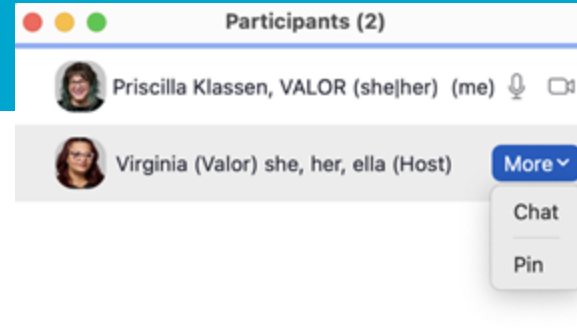 Participants (2)
Priscilla Klassen, VALOR (she|her) (me)
Virginia (Valor) she, her, ella (Host) More
Chat
Pin